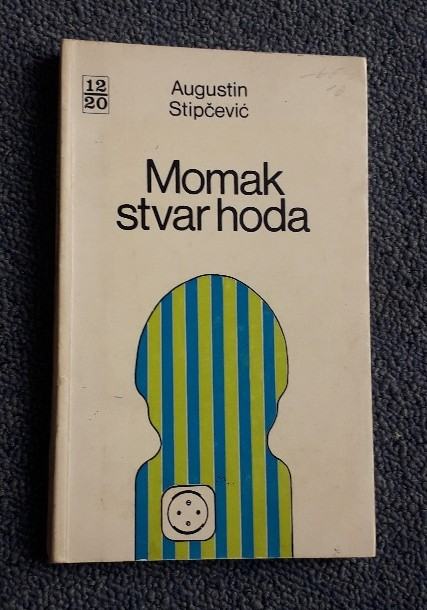 12
20
Augustin
Stipčević
Momak
stvar hoda